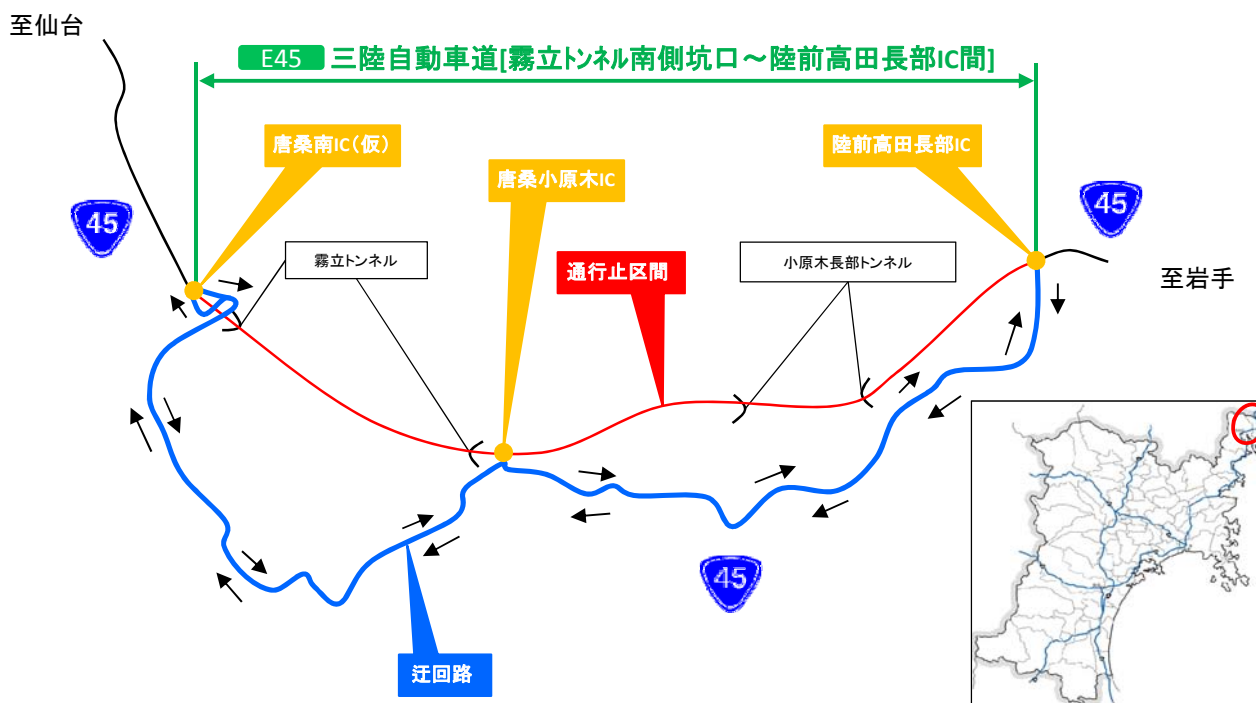 至仙台
E45 三陸自動車道[霧立トンネル南側坑口～陸前高田長部IC間]
唐桑南IC(仮)
陸前高田長部IC
唐桑小原木IC
45
45
霧立トンネル
通行止区間
小原木長部トンネル
至岩手
45
迂回路